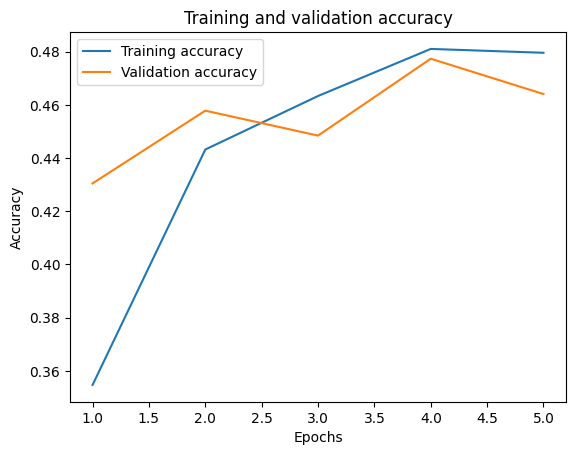 Training and validation accuracy
Training accuracy
Validation accuracy
0.48
0.46
0.44
0.42
0.40
0.38
0.36
Accuracy
1.0 1.5 2.0 2.5 3.0 3.5 4.0 4.5 5.0
Epochs